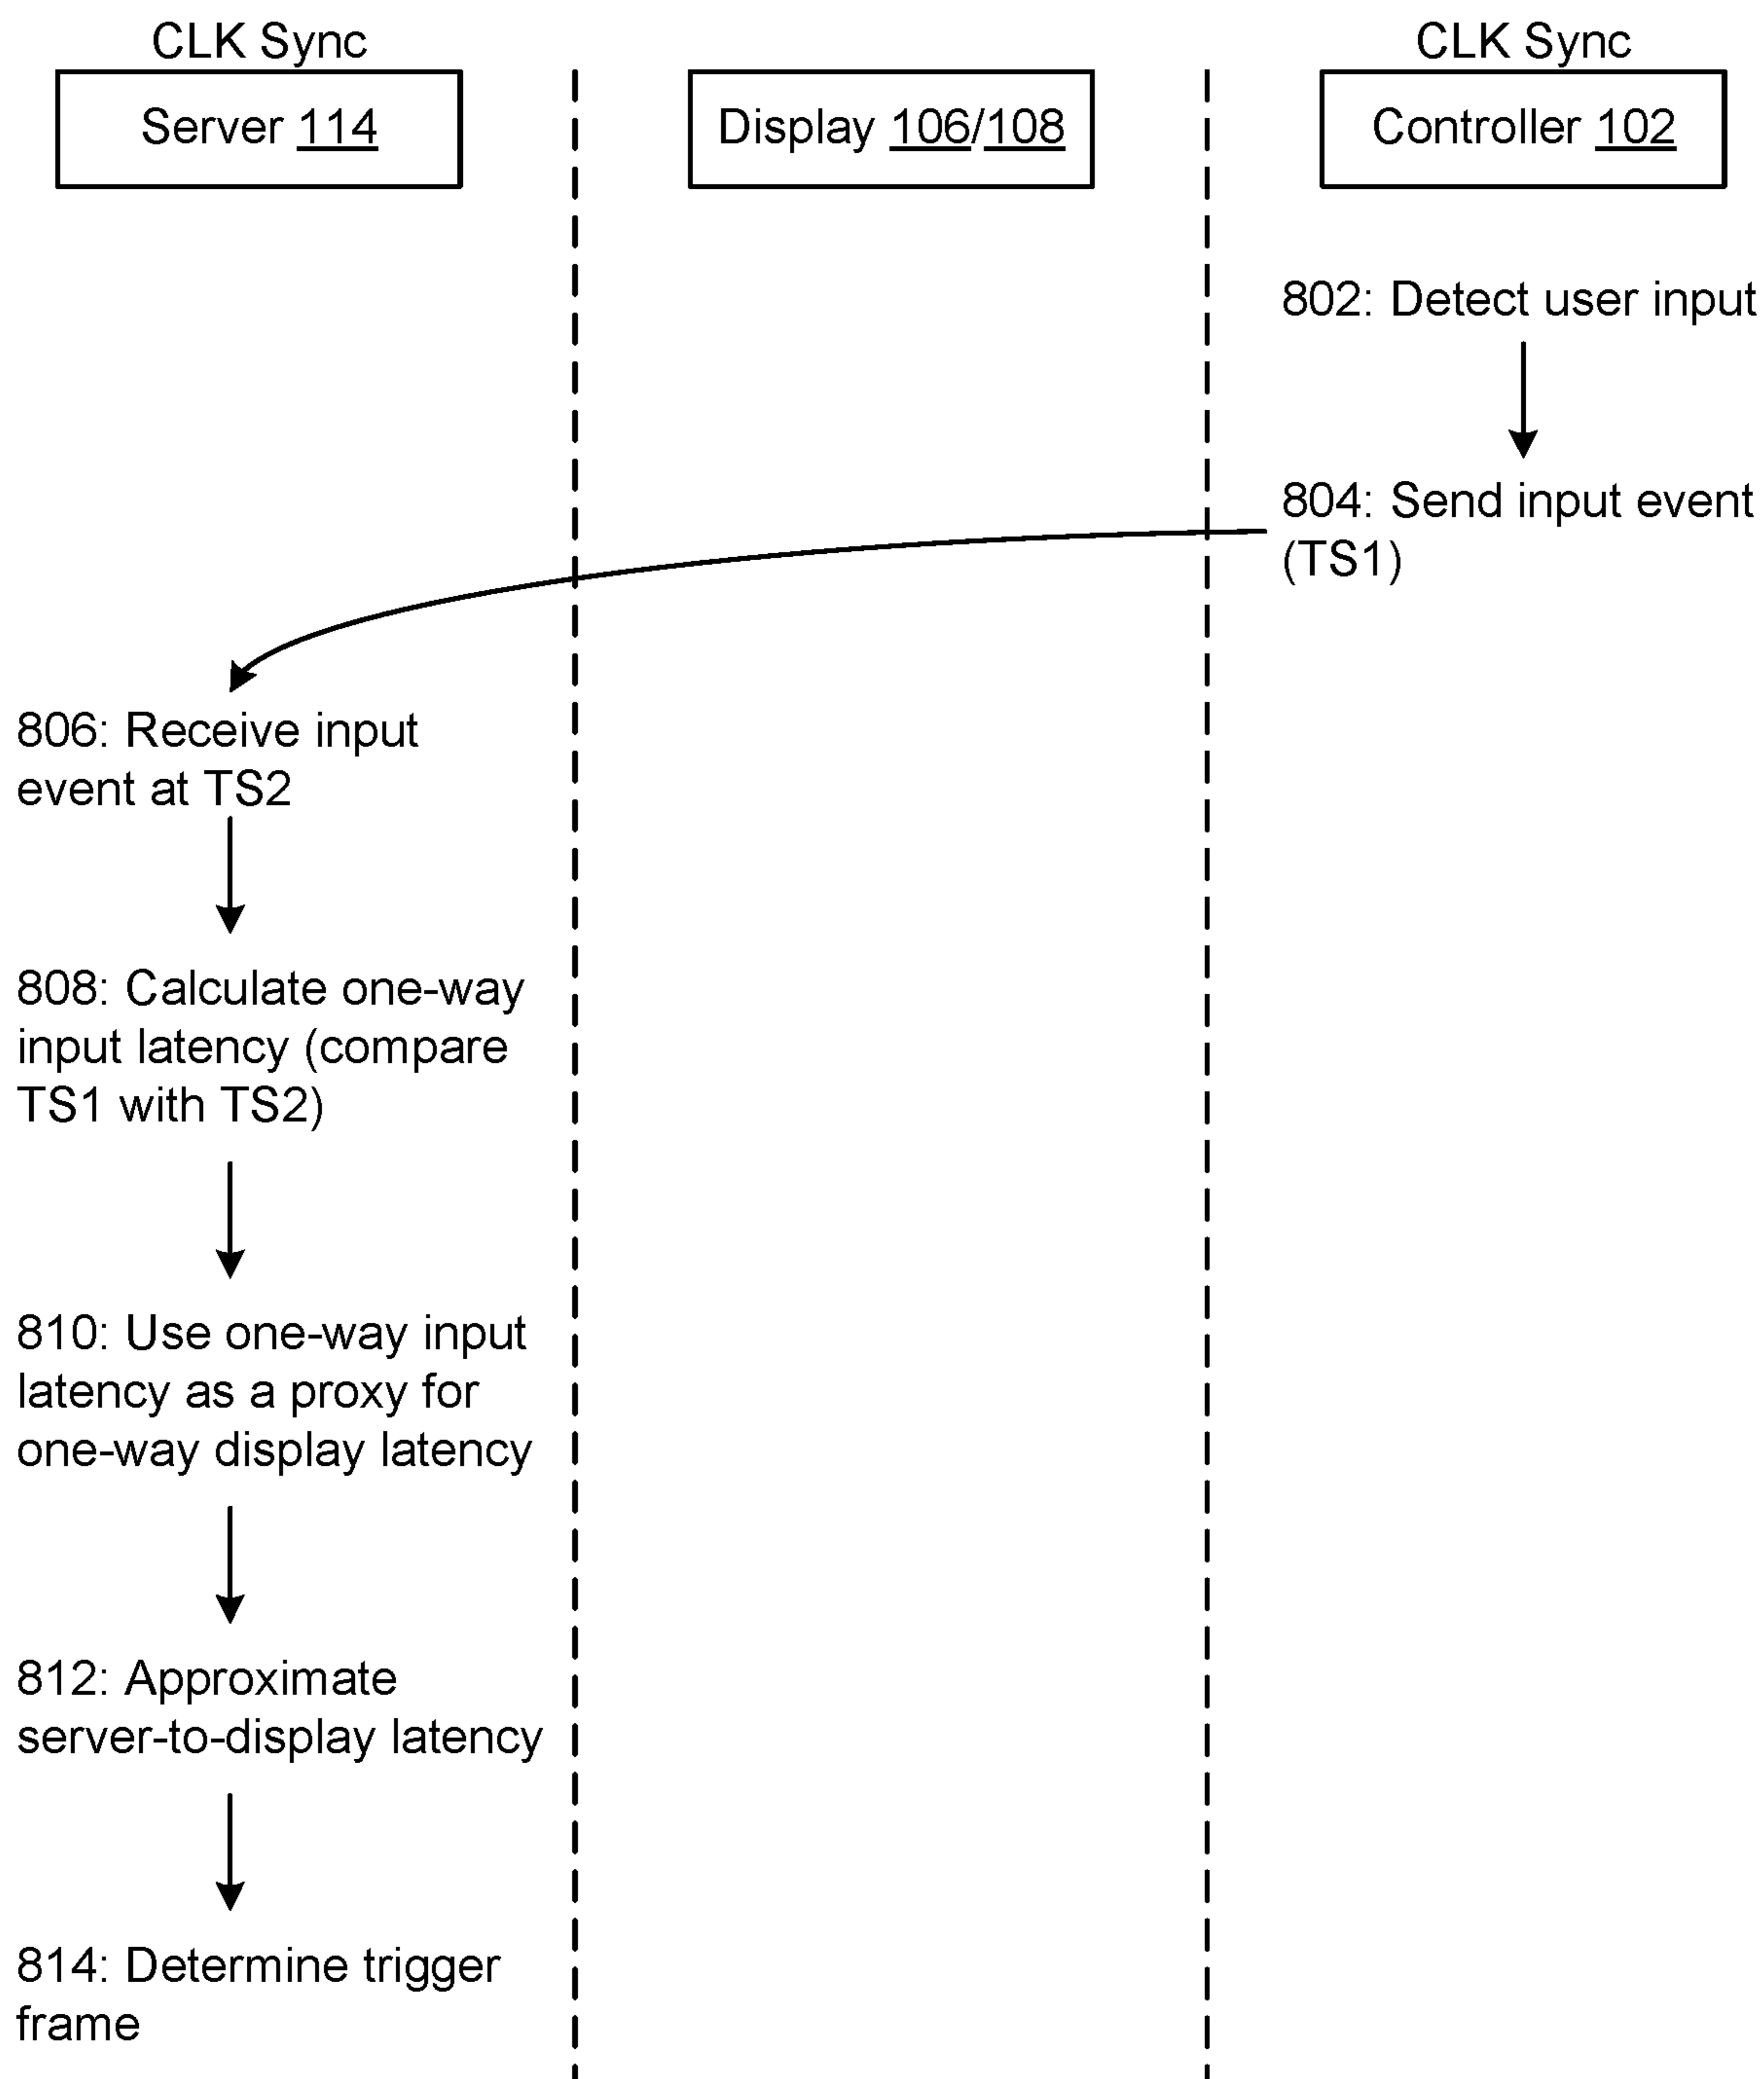 CLK Sync
CLK Sync
Server 114
Display 106/108
Controller 102
802: Detect user input
804: Send input event
(TS1)
806: Receive input
event at TS2
808: Calculate one-way
input latency (compare
TS1 with TS2)
810: Use one-way input
latency as a proxy for
one-way display latency
812: Approximate
server-to-display latency
814: Determine trigger
frame